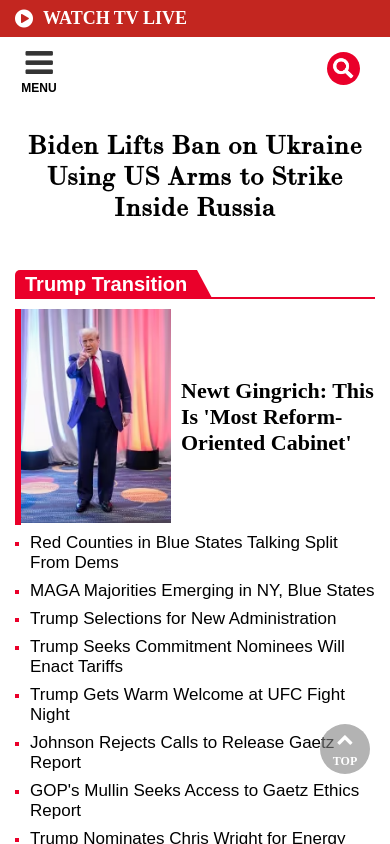 WATCH TV LIVE
MENU
Biden Lifts Ban on Ukraine
Using US Arms to Strike
Inside Russia
Trump Transition
Newt Gingrich: This
Is 'Most Reform-
Oriented Cabinet'
Red Counties in Blue States Talking Split
From Dems
MAGA Majorities Emerging in NY, Blue States
Trump Selections for New Administration
Trump Seeks Commitment Nominees Will
Enact Tariffs
Trump Gets Warm Welcome at UFC Fight
Night
Johnson Rejects Calls to Release Gaetz
Report
TOP
GOP's Mullin Seeks Access to Gaetz Ethics
Report
Trump Nominates Chris Wright for Energy